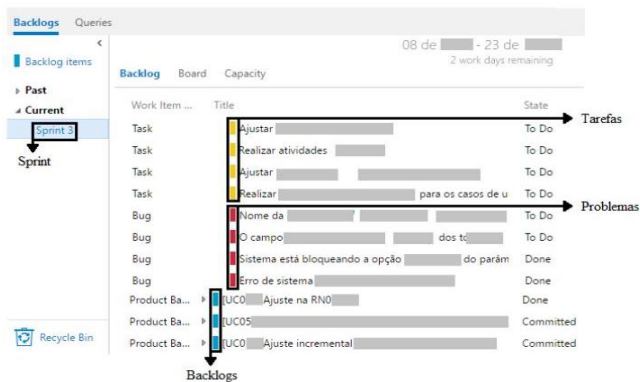 Backlogs Queries
Backlog items
Past
Current
Sprint 3
Sprint
08 de - 23 de
2 work days remaining
Backlog Board Capacity
Work Item ... Title State
Task Ajustar To Do
Task Realizar atividades To Do
Task Ajustar To Do
Task Realizar para os casos de u To Do
Bug Nome da To Do
Bug O campo dos to To Do
Bug Sistema está bloqueando a opção do parâm Done
Bug Erro de sistema Done
Product Ba... [UC0 Ajuste na RN0 Done
Product Ba... [UC05 Committed
Product Ba... [UC0 Ajuste incremental Committed
Tarefas
Problemas
Recycle Bin
Backlogs